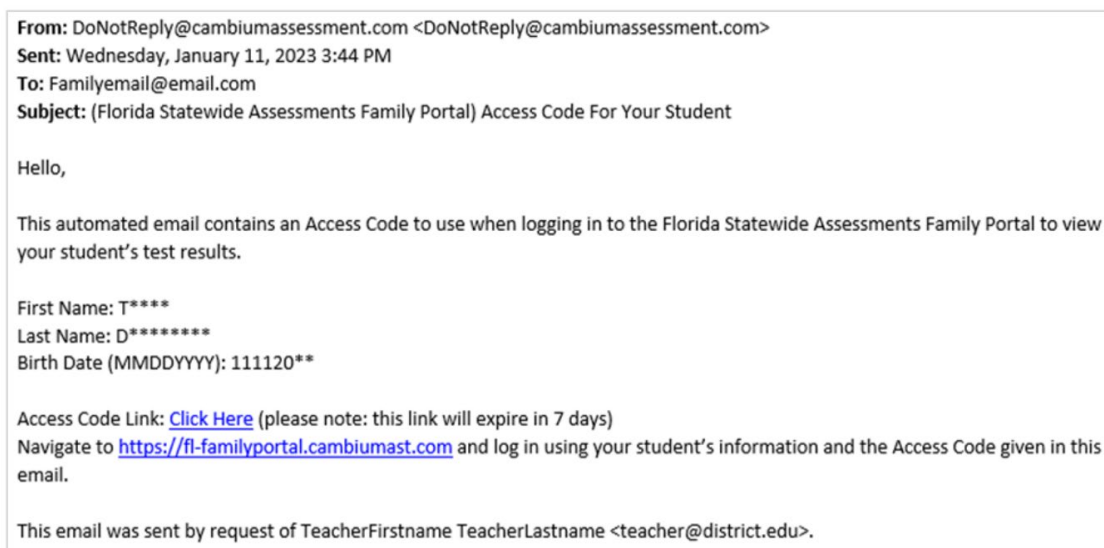 From: DoNotReply@cambiumassessment.com <DoNotReply@cambiumassessment.com>
Sent: Wednesday, January 11, 2023 3:44 PM
To: Familyemail@email.com
Subject: (Florida Statewide Assessments Family Portal) Access Code For Your Student
Hello,
This automated email contains an Access Code to use when logging in to the Florida Statewide Assessments Family Portal to view
your student’s test results.
First Name: T****
Last Name: D********
Birth Date (MMDDYYYY): 111120**
Access Code Link: Click Here (please note: this link will expire in 7 days)
Navigate to https://fl-familyportal.cambiumast.com and log in using your student’s information and the Access Code given in this
email.
This email was sent by request of TeacherFirstname TeacherLastname <teacher@district.edu>.